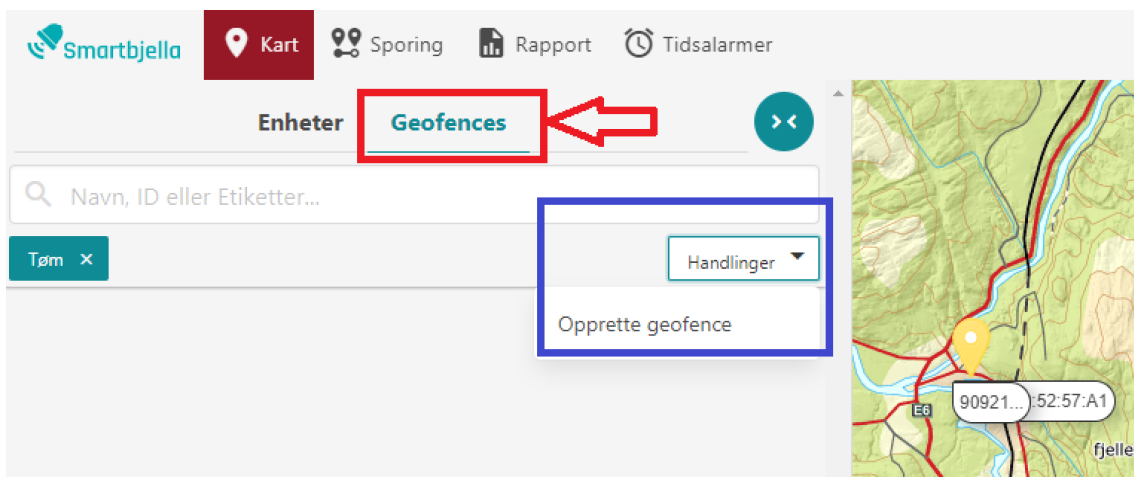 Smartbjella
Kart
Sporing
Rapport
Tidsalarmer
Enheter
Geofences
Navn, ID eller Etiketter...
Tøm ×
Handlinger
Opprette geofence
90921...
:52:57:A1
E6
fjelle